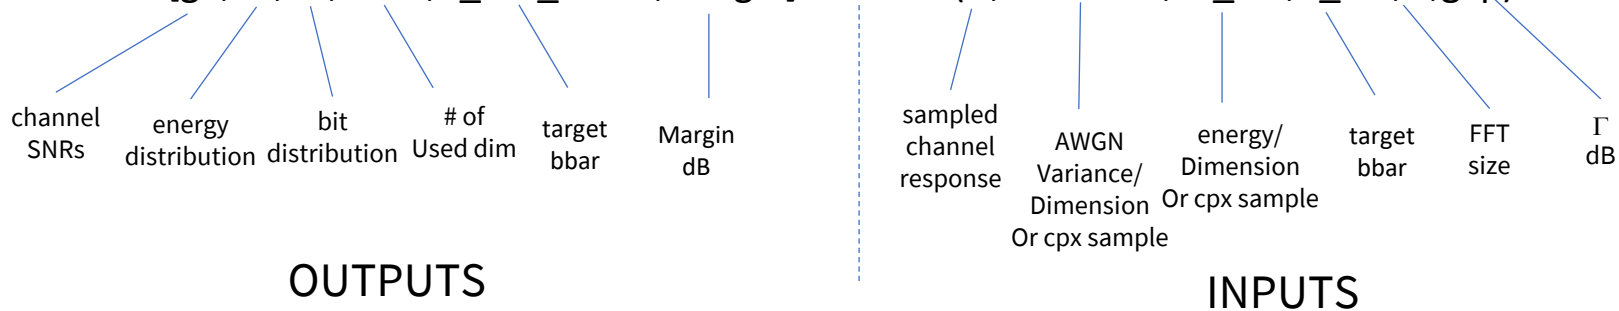 channel
SNRs
energy
distribution
bit
distribution
# of
Used dim
target
bbar
Margin
dB
sampled
channel
response
AWGN
Variance/
Dimension
Or cpx sample
energy/
Dimension
Or cpx sample
target
bbar
FFT
size
Γ
dB
OUTPUTS
INPUTS